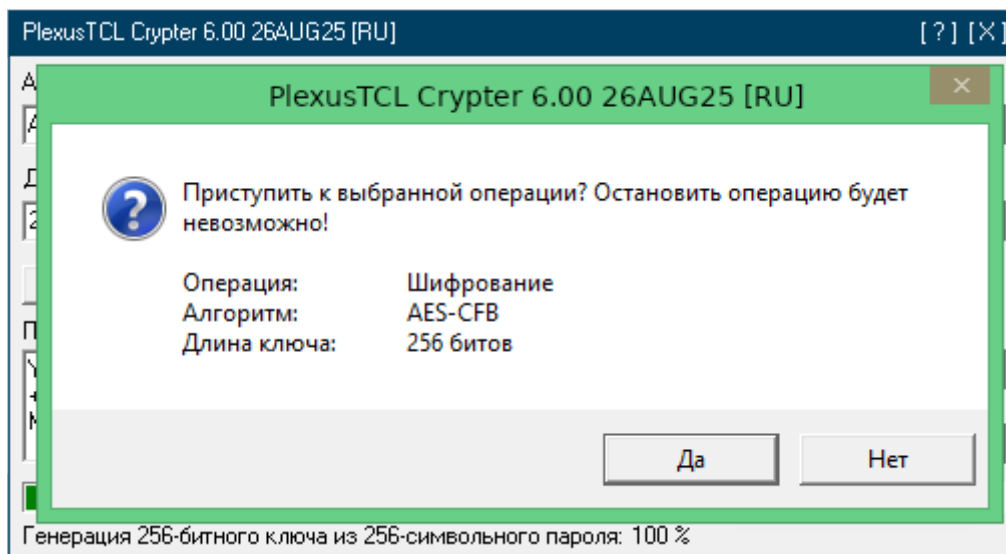 PlexusTCL Crypter 6.00 26AUG25 [RU] [ ? ] [X]
PlexusTCL Crypter 6.00 26AUG25 [RU]
Приступить к выбранной операции? Остановить операцию будет
невозможно!
Операция: Шифрование
Алгоритм: AES-CFB
Длина ключа: 256 битов
Да Нет
Генерация 256-битного ключа из 256-символьного пароля: 100 %